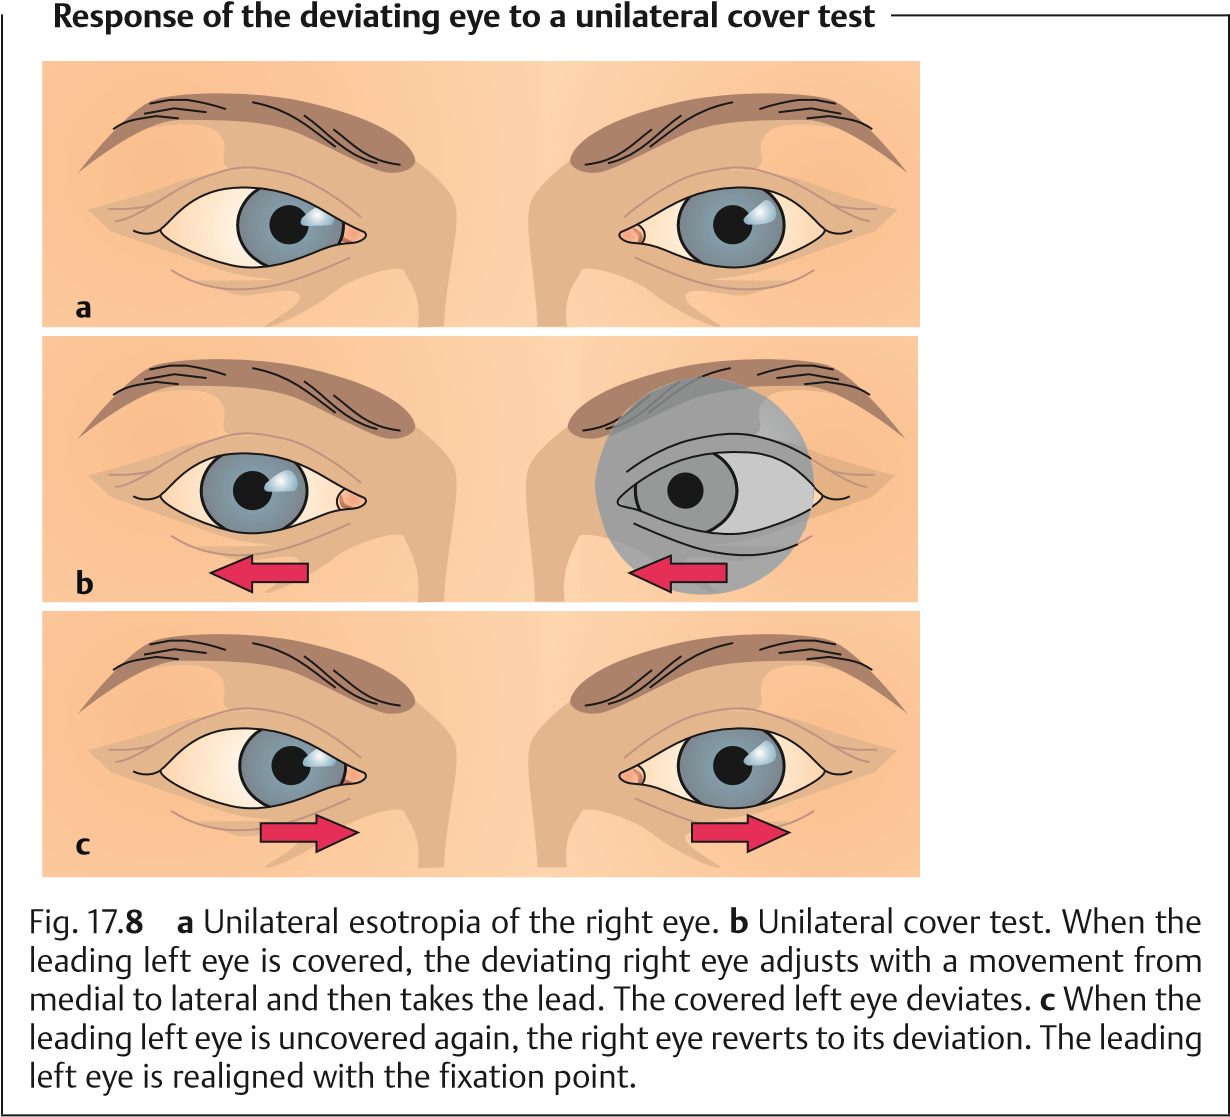 Response of the deviating eye to a unilateral cover test
a
b
c
Fig. 17.8 a Unilateral esotropia of the right eye. b Unilateral cover test. When the
leading left eye is covered, the deviating right eye adjusts with a movement from
medial to lateral and then takes the lead. The covered left eye deviates. c When the
leading left eye is uncovered again, the right eye reverts to its deviation. The leading
left eye is realigned with the fixation point.